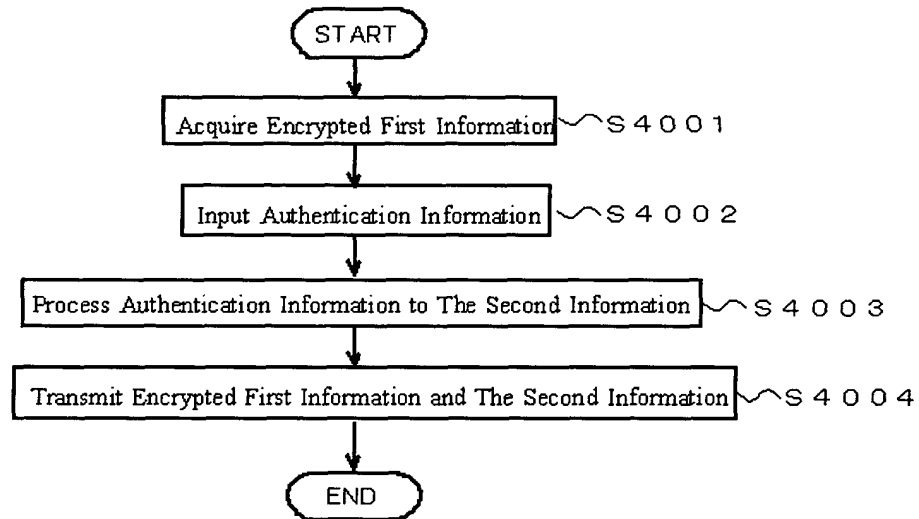 START
Acquire Encrypted First Information S4001
Input Authentication Information S4002
Process Authentication Information to The Second Information S4003
Transmit Encrypted First Information and The Second Information S4004
END